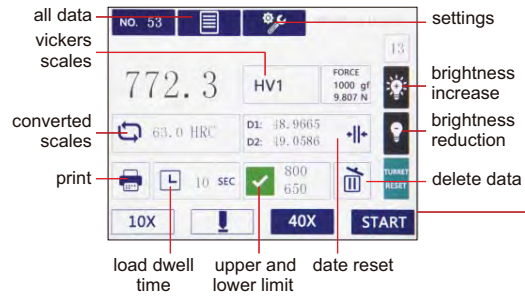 all data
vickers
scales
converted
scales
print
NO. 53
settings
13
772.3
HV1
FORCE
1000 gf
9.807 N
brightness
increase
63.0 HRC
D1: 48.9665
D2: 49.0586
brightness
reduction
10 SEC
800
650
TURRET
RESET
delete data
10X
40X
START
load dwell
time
upper and
lower limit
date reset